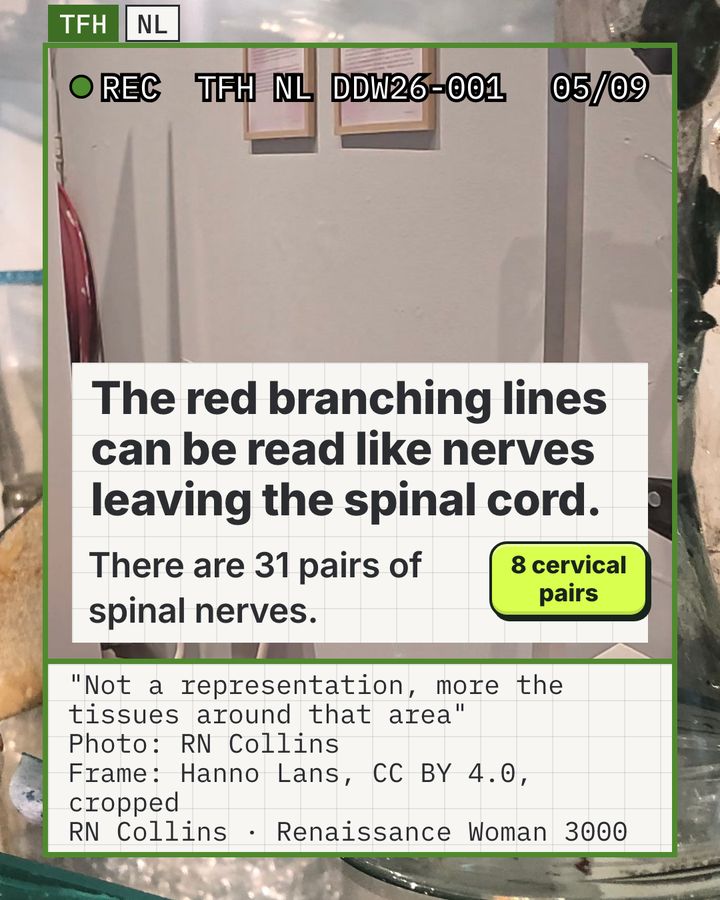 TFH NL
REC TFH NL DDW26-001 05/09
The red branching lines
can be read like nerves
leaving the spinal cord.
There are 31 pairs of
spinal nerves.
8 cervical
pairs
"Not a representation, more the
tissues around that area"
Photo: RN Collins
Frame: Hanno Lans, CC BY 4.0,
cropped
RN Collins · Renaissance Woman 3000